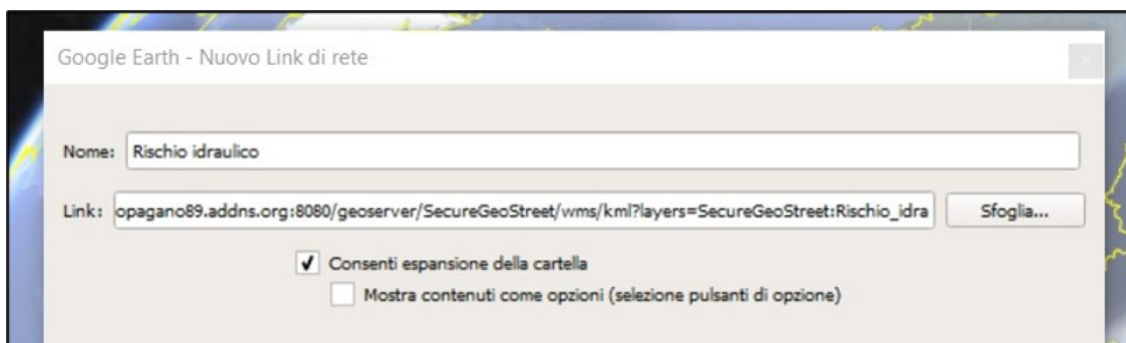 Google Earth - Nuovo Link di rete
Nome: Rischio idraulico
Link: opagano89.addns.org:8080/geoserver/SecureGeoStreet/wms/kml?layers=SecureGeoStreet:Rischio_idra Sfoglia...
Consenti espansione della cartella
Mostra contenuti come opzioni (selezione pulsanti di opzione)